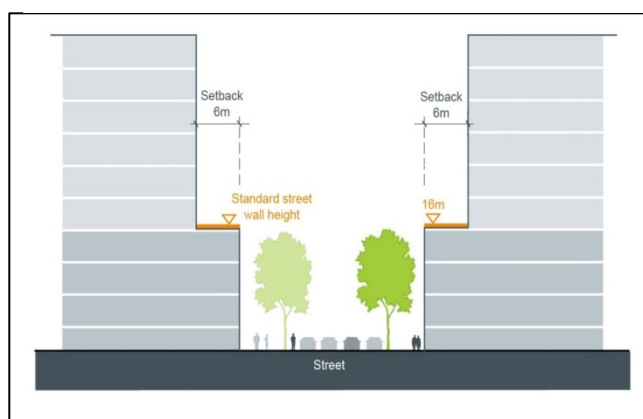 Setback
6m
Setback
6m
Standard street
wall height
16m
Street